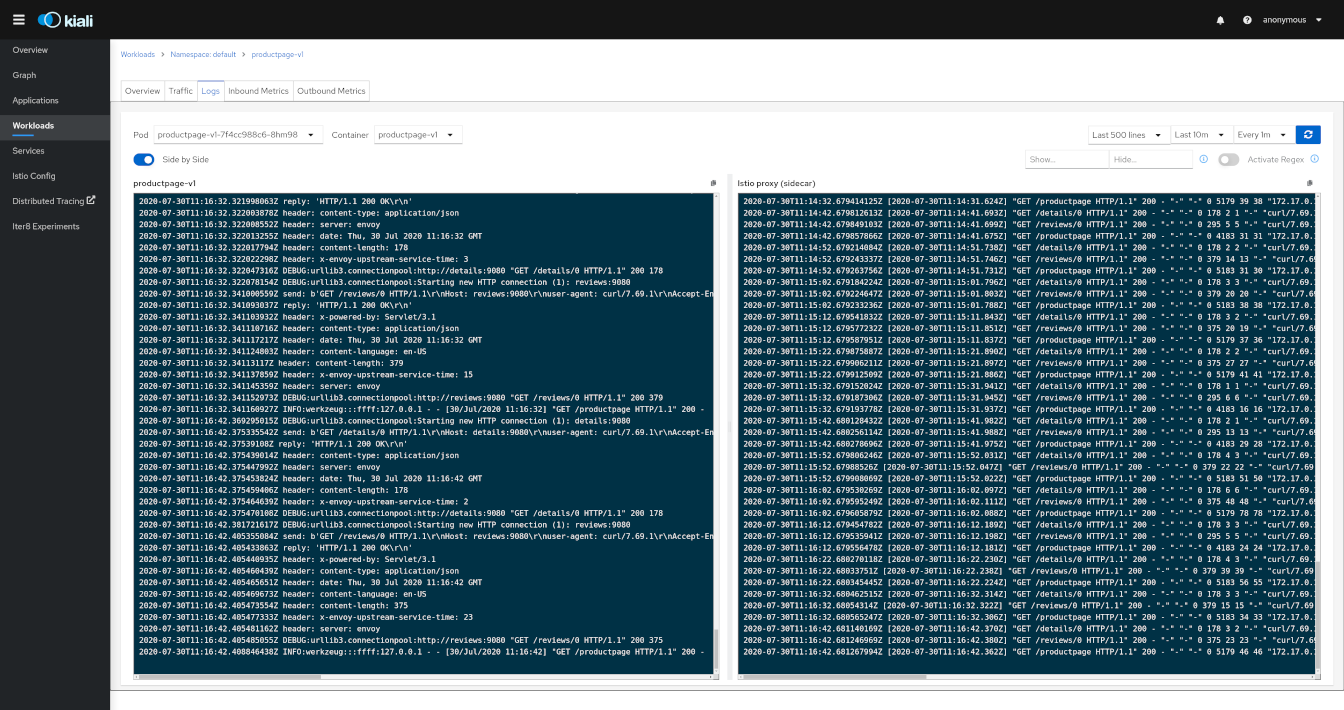 kiali
anonymous
Overview
Graph
Applications
Workloads
Services
Istio Config
Distributed Tracing
Iter8 Experiments
Workloads > Namespace: default > productpage-v1
Overview Traffic Logs Inbound Metrics Outbound Metrics
Pod productpage-v1-7f4cc988c6-8hm98 Container productpage-v1 Last 500 lines Last 10m Every 1m
Side by Side Show... Hide... Activate Regex
productpage-v1
2020-07-30T11:16:32.321998063Z reply: 'HTTP/1.1 200 OK\r\n'
2020-07-30T11:16:32.322003878Z header: content-type: application/json
2020-07-30T11:16:32.322008552Z header: server: envoy
2020-07-30T11:16:32.322013255Z header: date: Thu, 30 Jul 2020 11:16:32 GMT
2020-07-30T11:16:32.322017794Z header: content-length: 178
2020-07-30T11:16:32.322022298Z header: x-envoy-upstream-service-time: 3
2020-07-30T11:16:32.322047316Z DEBUG:urllib3.connectionpool:http://details:9080 "GET /details/0 HTTP/1.1" 200 178
2020-07-30T11:16:32.322078154Z DEBUG:urllib3.connectionpool:Starting new HTTP connection (1): reviews:9080
2020-07-30T11:16:32.341000559Z send: b'GET /reviews/0 HTTP/1.1\r\nHost: reviews:9080\r\nuser-agent: curl/7.69.1\r\nAccept-En
2020-07-30T11:16:32.341093037Z reply: 'HTTP/1.1 200 OK\r\n'
2020-07-30T11:16:32.341103932Z header: x-powered-by: Servlet/3.1
2020-07-30T11:16:32.341110716Z header: content-type: application/json
2020-07-30T11:16:32.341117217Z header: date: Thu, 30 Jul 2020 11:16:32 GMT
2020-07-30T11:16:32.341124803Z header: content-language: en-US
2020-07-30T11:16:32.34113117Z header: content-length: 379
2020-07-30T11:16:32.341137859Z header: x-envoy-upstream-service-time: 15
2020-07-30T11:16:32.341145359Z header: server: envoy
2020-07-30T11:16:32.341152973Z DEBUG:urllib3.connectionpool:http://reviews:9080 "GET /reviews/0 HTTP/1.1" 200 379
2020-07-30T11:16:32.341160927Z INFO:werkzeug:::ffff:127.0.0.1 - - [30/Jul/2020 11:16:32] "GET /productpage HTTP/1.1" 200 -
2020-07-30T11:16:42.369295015Z DEBUG:urllib3.connectionpool:Starting new HTTP connection (1): details:9080
2020-07-30T11:16:42.375335542Z send: b'GET /details/0 HTTP/1.1\r\nHost: details:9080\r\nuser-agent: curl/7.69.1\r\nAccept-En
2020-07-30T11:16:42.37539108Z reply: 'HTTP/1.1 200 OK\r\n'
2020-07-30T11:16:42.375439014Z header: content-type: application/json
2020-07-30T11:16:42.375447992Z header: server: envoy
2020-07-30T11:16:42.375453824Z header: date: Thu, 30 Jul 2020 11:16:42 GMT
2020-07-30T11:16:42.375459406Z header: content-length: 178
2020-07-30T11:16:42.375464639Z header: x-envoy-upstream-service-time: 2
2020-07-30T11:16:42.375470108Z DEBUG:urllib3.connectionpool:http://details:9080 "GET /details/0 HTTP/1.1" 200 178
2020-07-30T11:16:42.381721617Z DEBUG:urllib3.connectionpool:Starting new HTTP connection (1): reviews:9080
2020-07-30T11:16:42.405355084Z send: b'GET /reviews/0 HTTP/1.1\r\nHost: reviews:9080\r\nuser-agent: curl/7.69.1\r\nAccept-En
2020-07-30T11:16:42.405433863Z reply: 'HTTP/1.1 200 OK\r\n'
2020-07-30T11:16:42.405440935Z header: x-powered-by: Servlet/3.1
2020-07-30T11:16:42.405460439Z header: content-type: application/json
2020-07-30T11:16:42.405465651Z header: date: Thu, 30 Jul 2020 11:16:42 GMT
2020-07-30T11:16:42.405469673Z header: content-language: en-US
2020-07-30T11:16:42.405473554Z header: content-length: 375
2020-07-30T11:16:42.405477333Z header: x-envoy-upstream-service-time: 23
2020-07-30T11:16:42.405481162Z header: server: envoy
2020-07-30T11:16:42.405485055Z DEBUG:urllib3.connectionpool:http://reviews:9080 "GET /reviews/0 HTTP/1.1" 200 375
2020-07-30T11:16:42.408846438Z INFO:werkzeug:::ffff:127.0.0.1 - - [30/Jul/2020 11:16:42] "GET /productpage HTTP/1.1" 200 -
Istio proxy (sidecar)
2020-07-30T11:14:32.679414125Z [2020-07-30T11:14:31.624Z] "GET /productpage HTTP/1.1" 200 - "-" "-" 0 5179 39 38 "172.17.0.
2020-07-30T11:14:42.679812613Z [2020-07-30T11:14:41.693Z] "GET /details/0 HTTP/1.1" 200 - "-" "-" 0 178 2 1 "-" "curl/7.69.
2020-07-30T11:14:42.679849103Z [2020-07-30T11:14:41.699Z] "GET /reviews/0 HTTP/1.1" 200 - "-" "-" 0 295 5 5 "-" "curl/7.69.
2020-07-30T11:14:42.679857866Z [2020-07-30T11:14:41.675Z] "GET /productpage HTTP/1.1" 200 - "-" "-" 0 4183 31 31 "172.17.0.
2020-07-30T11:14:52.679214084Z [2020-07-30T11:14:51.738Z] "GET /details/0 HTTP/1.1" 200 - "-" "-" 0 178 2 2 "-" "curl/7.69.
2020-07-30T11:14:52.679243337Z [2020-07-30T11:14:51.746Z] "GET /reviews/0 HTTP/1.1" 200 - "-" "-" 0 379 14 13 "-" "curl/7.6
2020-07-30T11:14:52.679263756Z [2020-07-30T11:14:51.731Z] "GET /productpage HTTP/1.1" 200 - "-" "-" 0 5183 31 30 "172.17.0.
2020-07-30T11:15:02.679184224Z [2020-07-30T11:15:01.796Z] "GET /details/0 HTTP/1.1" 200 - "-" "-" 0 178 3 3 "-" "curl/7.69.
2020-07-30T11:15:02.679224647Z [2020-07-30T11:15:01.803Z] "GET /reviews/0 HTTP/1.1" 200 - "-" "-" 0 379 20 20 "-" "curl/7.6
2020-07-30T11:15:02.679233236Z [2020-07-30T11:15:01.788Z] "GET /productpage HTTP/1.1" 200 - "-" "-" 0 5183 38 38 "172.17.0.
2020-07-30T11:15:12.679541832Z [2020-07-30T11:15:11.843Z] "GET /details/0 HTTP/1.1" 200 - "-" "-" 0 178 3 2 "-" "curl/7.69.
2020-07-30T11:15:12.679577232Z [2020-07-30T11:15:11.851Z] "GET /reviews/0 HTTP/1.1" 200 - "-" "-" 0 375 20 19 "-" "curl/7.6
2020-07-30T11:15:12.679587951Z [2020-07-30T11:15:11.837Z] "GET /productpage HTTP/1.1" 200 - "-" "-" 0 5179 37 36 "172.17.0.
2020-07-30T11:15:22.679875887Z [2020-07-30T11:15:21.890Z] "GET /details/0 HTTP/1.1" 200 - "-" "-" 0 178 2 2 "-" "curl/7.69.
2020-07-30T11:15:22.679906211Z [2020-07-30T11:15:21.897Z] "GET /reviews/0 HTTP/1.1" 200 - "-" "-" 0 375 27 27 "-" "curl/7.6
2020-07-30T11:15:22.679912509Z [2020-07-30T11:15:21.886Z] "GET /productpage HTTP/1.1" 200 - "-" "-" 0 5179 41 41 "172.17.0.
2020-07-30T11:15:32.679152024Z [2020-07-30T11:15:31.941Z] "GET /details/0 HTTP/1.1" 200 - "-" "-" 0 178 1 1 "-" "curl/7.69.
2020-07-30T11:15:32.679187306Z [2020-07-30T11:15:31.945Z] "GET /reviews/0 HTTP/1.1" 200 - "-" "-" 0 295 6 6 "-" "curl/7.69.
2020-07-30T11:15:32.679193778Z [2020-07-30T11:15:31.937Z] "GET /productpage HTTP/1.1" 200 - "-" "-" 0 4183 16 16 "172.17.0.
2020-07-30T11:15:42.680128432Z [2020-07-30T11:15:41.982Z] "GET /details/0 HTTP/1.1" 200 - "-" "-" 0 178 2 1 "-" "curl/7.69.
2020-07-30T11:15:42.680256114Z [2020-07-30T11:15:41.988Z] "GET /reviews/0 HTTP/1.1" 200 - "-" "-" 0 295 13 13 "-" "curl/7.6
2020-07-30T11:15:42.680278696Z [2020-07-30T11:15:41.975Z] "GET /productpage HTTP/1.1" 200 - "-" "-" 0 4183 29 28 "172.17.0.
2020-07-30T11:15:52.679806246Z [2020-07-30T11:15:52.031Z] "GET /details/0 HTTP/1.1" 200 - "-" "-" 0 178 4 3 "-" "curl/7.69.
2020-07-30T11:15:52.67988526Z [2020-07-30T11:15:52.047Z] "GET /reviews/0 HTTP/1.1" 200 - "-" "-" 0 379 22 22 "-" "curl/7.69
2020-07-30T11:15:52.679908069Z [2020-07-30T11:15:52.022Z] "GET /productpage HTTP/1.1" 200 - "-" "-" 0 5183 51 50 "172.17.0.
2020-07-30T11:16:02.679530269Z [2020-07-30T11:16:02.097Z] "GET /details/0 HTTP/1.1" 200 - "-" "-" 0 178 6 6 "-" "curl/7.69.
2020-07-30T11:16:02.679595249Z [2020-07-30T11:16:02.111Z] "GET /reviews/0 HTTP/1.1" 200 - "-" "-" 0 375 48 48 "-" "curl/7.6
2020-07-30T11:16:02.679605879Z [2020-07-30T11:16:02.088Z] "GET /productpage HTTP/1.1" 200 - "-" "-" 0 5179 78 78 "172.17.0.
2020-07-30T11:16:12.679454782Z [2020-07-30T11:16:12.189Z] "GET /details/0 HTTP/1.1" 200 - "-" "-" 0 178 3 3 "-" "curl/7.69.
2020-07-30T11:16:12.679535941Z [2020-07-30T11:16:12.198Z] "GET /reviews/0 HTTP/1.1" 200 - "-" "-" 0 295 5 5 "-" "curl/7.69.
2020-07-30T11:16:12.679556478Z [2020-07-30T11:16:12.181Z] "GET /productpage HTTP/1.1" 200 - "-" "-" 0 4183 24 24 "172.17.0.
2020-07-30T11:16:22.680270118Z [2020-07-30T11:16:22.230Z] "GET /details/0 HTTP/1.1" 200 - "-" "-" 0 178 4 3 "-" "curl/7.69.
2020-07-30T11:16:22.68033751Z [2020-07-30T11:16:22.238Z] "GET /reviews/0 HTTP/1.1" 200 - "-" "-" 0 379 39 39 "-" "curl/7.69
2020-07-30T11:16:22.680345445Z [2020-07-30T11:16:22.224Z] "GET /productpage HTTP/1.1" 200 - "-" "-" 0 5183 56 55 "172.17.0.
2020-07-30T11:16:32.680462515Z [2020-07-30T11:16:32.314Z] "GET /details/0 HTTP/1.1" 200 - "-" "-" 0 178 4 3 "-" "curl/7.69.
2020-07-30T11:16:32.68054314Z [2020-07-30T11:16:32.322Z] "GET /reviews/0 HTTP/1.1" 200 - "-" "-" 0 379 15 15 "-" "curl/7.69
2020-07-30T11:16:32.680565247Z [2020-07-30T11:16:32.306Z] "GET /productpage HTTP/1.1" 200 - "-" "-" 0 5183 34 33 "172.17.0.
2020-07-30T11:16:42.681140169Z [2020-07-30T11:16:42.370Z] "GET /details/0 HTTP/1.1" 200 - "-" "-" 0 178 3 2 "-" "curl/7.69.
2020-07-30T11:16:42.681246969Z [2020-07-30T11:16:42.380Z] "GET /reviews/0 HTTP/1.1" 200 - "-" "-" 0 375 23 23 "-" "curl/7.6
2020-07-30T11:16:42.681267994Z [2020-07-30T11:16:42.362Z] "GET /productpage HTTP/1.1" 200 - "-" "-" 0 5179 46 46 "172.17.0.